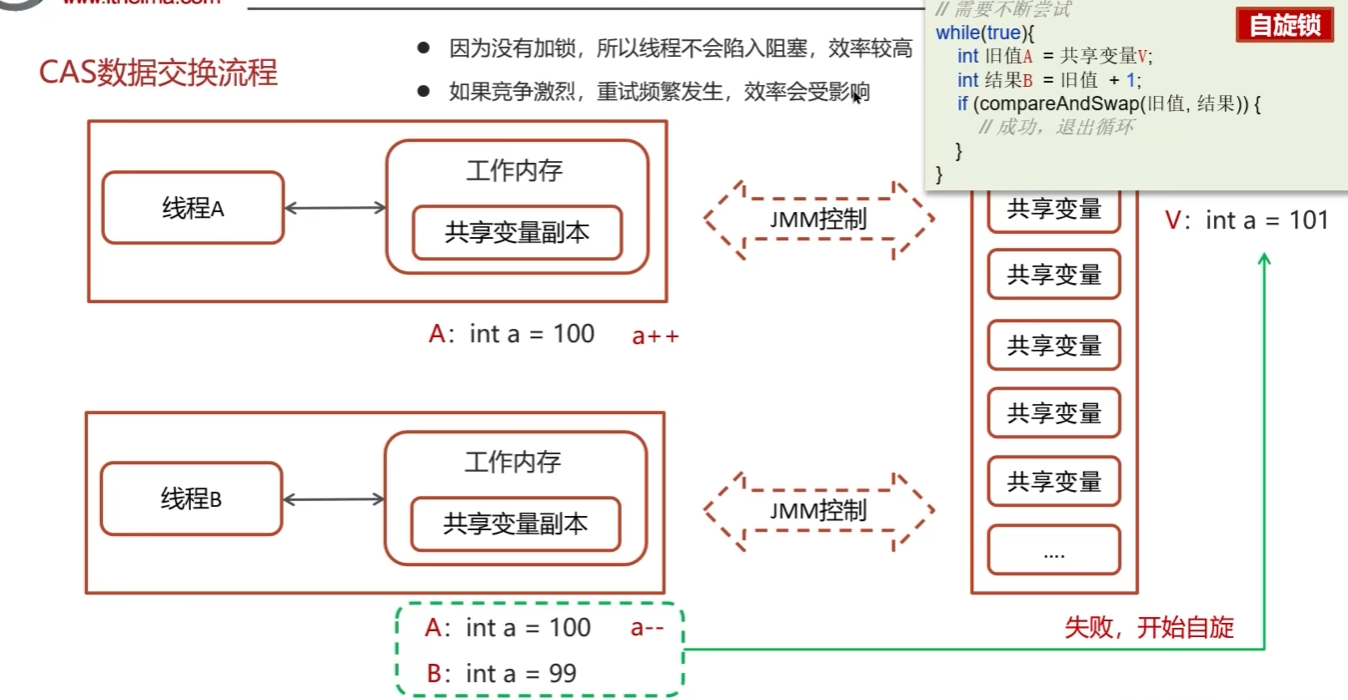 www.itheima.com
CAS数据交换流程
● 因为没有加锁，所以线程不会陷入阻塞，效率较高
● 如果竞争激烈，重试频繁发生，效率会受影响
// 需要不断尝试
while(true){
int 旧值A = 共享变量V;
int 结果B = 旧值 + 1;
if (compareAndSwap(旧值, 结果)) {
// 成功，退出循环
}
}
自旋锁
线程A
工作内存
共享变量副本
JMM控制
A：int a = 100 a++
共享变量
共享变量
共享变量
共享变量
共享变量
....
V：int a = 101
线程B
工作内存
共享变量副本
JMM控制
A：int a = 100 a--
B：int a = 99
失败，开始自旋